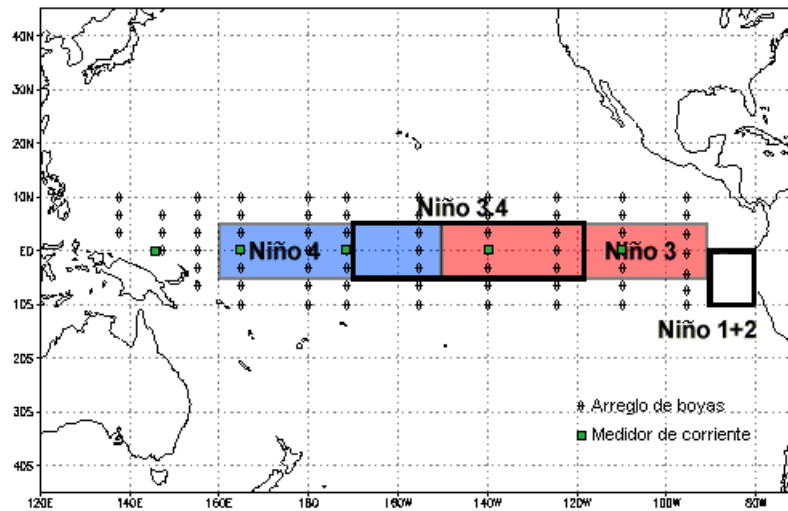 45N
40N
30N
20N
10N
Niño 3.4
EQ
Niño 4
Niño 3
10S
Niño 1+2
20S
30S
Arreglo de boyas
Medidor de corriente
40S
120E
140E
160E
180
160W
140W
120W
100W
80W